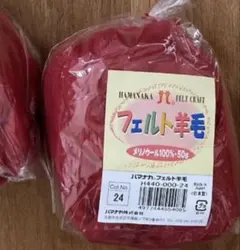 HAMANAKA
FELT CRAFT
フェルト羊毛
メリノウール100%・50g
ハマナカ フェルト羊毛
H440-000-24
Col.No.
24
ハマナカ株式会社